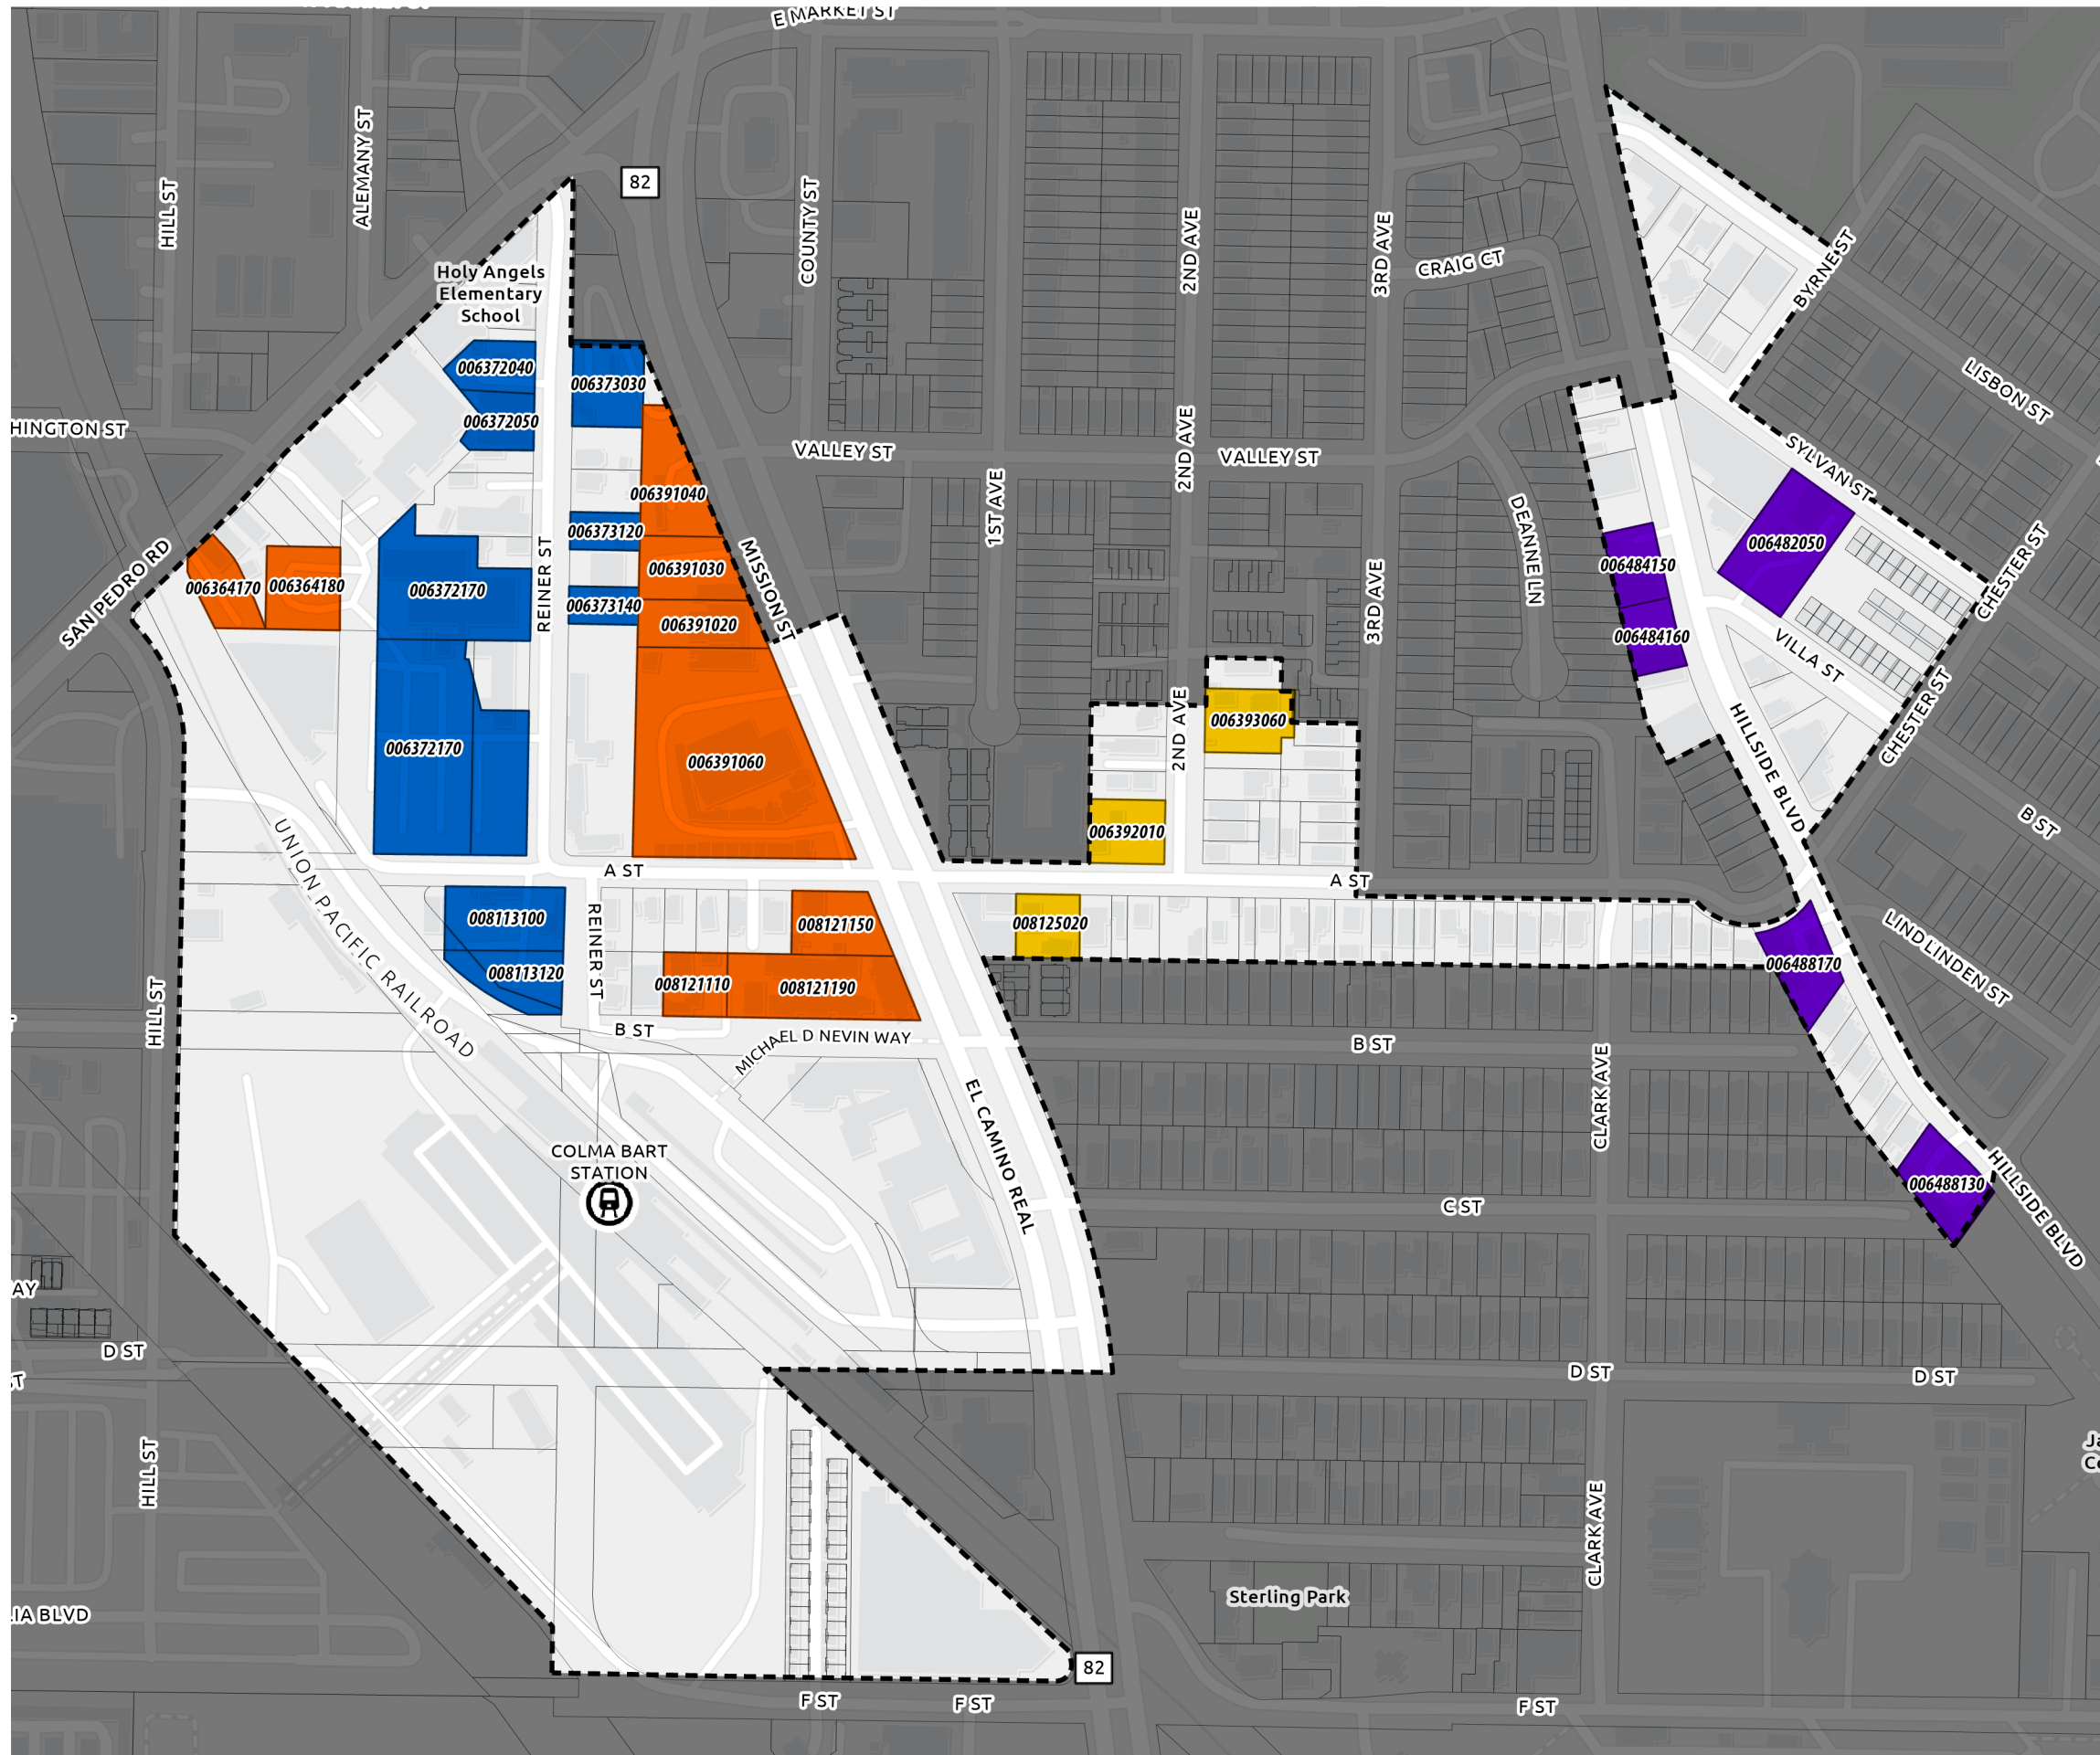 E MARKET ST
82
HILL ST
ALEMANY ST
COUNTY ST
2ND AVE
3RD AVE
CRAIG CT
BYRNE ST
Holy Angels
Elementary
School
006372040
006373030
006372050
LISBON ST
HINGTON ST
VALLEY ST
2ND AVE
VALLEY ST
SYLVAN ST
006391040
1ST AVE
DEANNE LN
006373120
006482050
REINER ST
MISSION ST
006391030
006484150
CHESTER ST
SAN PEDRO RD
006364170
006364180
006372170
006373140
3RD AVE
006391020
006484160
VILLA ST
CHESTER ST
006393060
2ND AVE
HILLSIDE BLVD
006372170
006391060
006392010
B ST
UNION PACIFIC RAILROAD
A ST
A ST
008113100
REINER ST
008121150
008125020
LIND LINDEN ST
006488170
008113120
008121110
008121190
HILL ST
B ST
MICHAEL D NEVIN WAY
B ST
CLARK AVE
EL CAMINO REAL
COLMA BART
STATION
006488130
HILLSIDE BLVD
C ST
AY
D ST
D ST
D ST
ST
HILL ST
CLARK AVE
Sterling Park
LIA BLVD
82
F ST
F ST
F ST